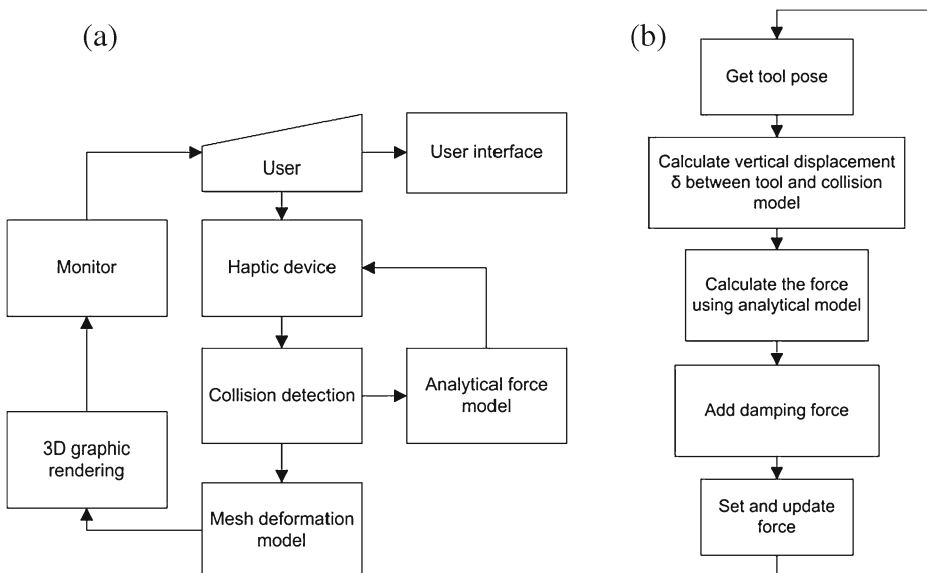 (a)
User
User interface
Monitor
Haptic device
Collision detection
Analytical force
model
3D graphic
rendering
Mesh deformation
model
(b)
Get tool pose
Calculate vertical displacement
δ between tool and collision
model
Calculate the force
using analytical model
Add damping force
Set and update
force